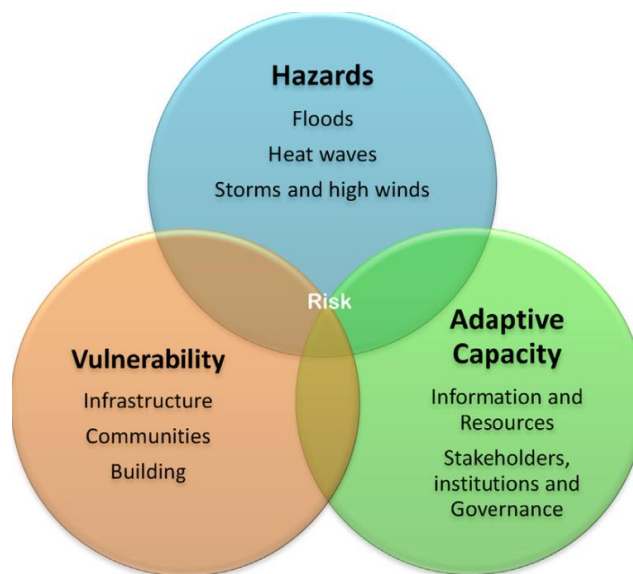 Hazards
Floods
Heat waves
Storms and high winds
Risk
Vulnerability
Infrastructure
Communities
Building
Adaptive
Capacity
Information and
Resources
Stakeholders,
institutions and
Governance